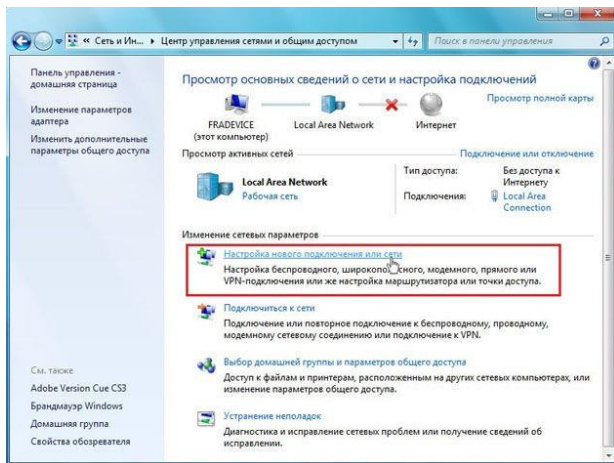 « Сеть и Ин... ▸ Центр управления сетями и общим доступом
Поиск в панели управления
Панель управления -
домашняя страница
Изменение параметров
адаптера
Изменить дополнительные
параметры общего доступа
См. также
Adobe Version Cue CS3
Брандмауэр Windows
Домашняя группа
Свойства обозревателя
Просмотр основных сведений о сети и настройка подключений
Просмотр полной карты
FRADEVICE
(этот компьютер)
Local Area Network
Интернет
Просмотр активных сетей
Подключение или отключение
Local Area Network
Рабочая сеть
Тип доступа:
Без доступа к
Интернету
Подключения:
Local Area
Connection
Изменение сетевых параметров
Настройка нового подключения или сети
Настройка беспроводного, широкополосного, модемного, прямого или
VPN-подключения или же настройка маршрутизатора или точки доступа.
Подключиться к сети
Подключение или повторное подключение к беспроводному, проводному,
модемному сетевому соединению или подключение к VPN.
Выбор домашней группы и параметров общего доступа
Доступ к файлам и принтерам, расположенным на других сетевых компьютерах, или
изменение параметров общего доступа.
Устранение неполадок
Диагностика и исправление сетевых проблем или получение сведений об
исправлении.